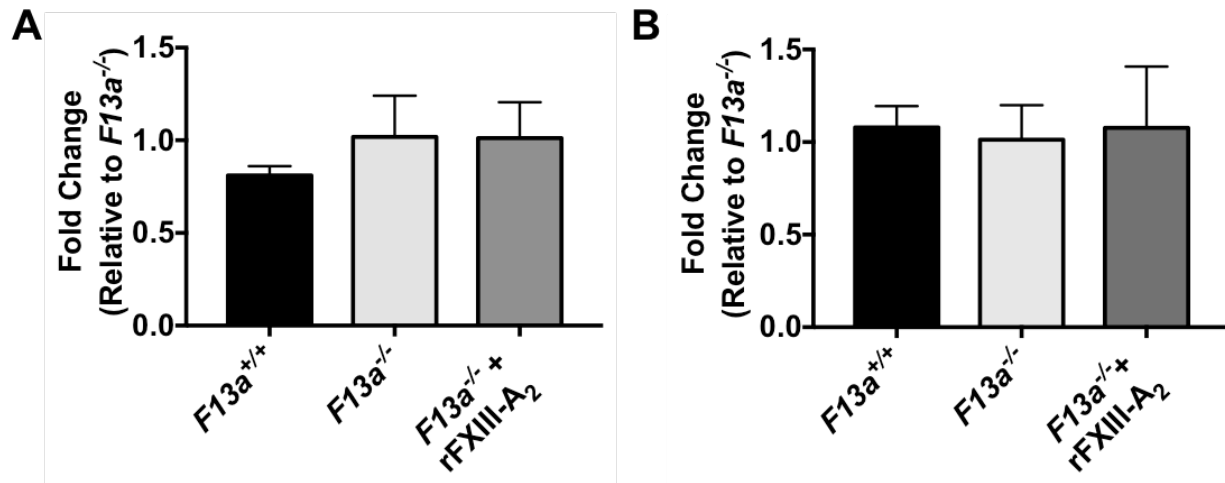 A
Fold Change
(Relative to F13a-/-)
1.5
1.0
0.5
0.0
F13a+/+
F13a-/-
F13a-/- +
rFXIII-A2
B
Fold Change
(Relative to F13a-/-)
1.5
1.0
0.5
0.0
F13a+/+
F13a-/-
F13a-/- +
rFXIII-A2